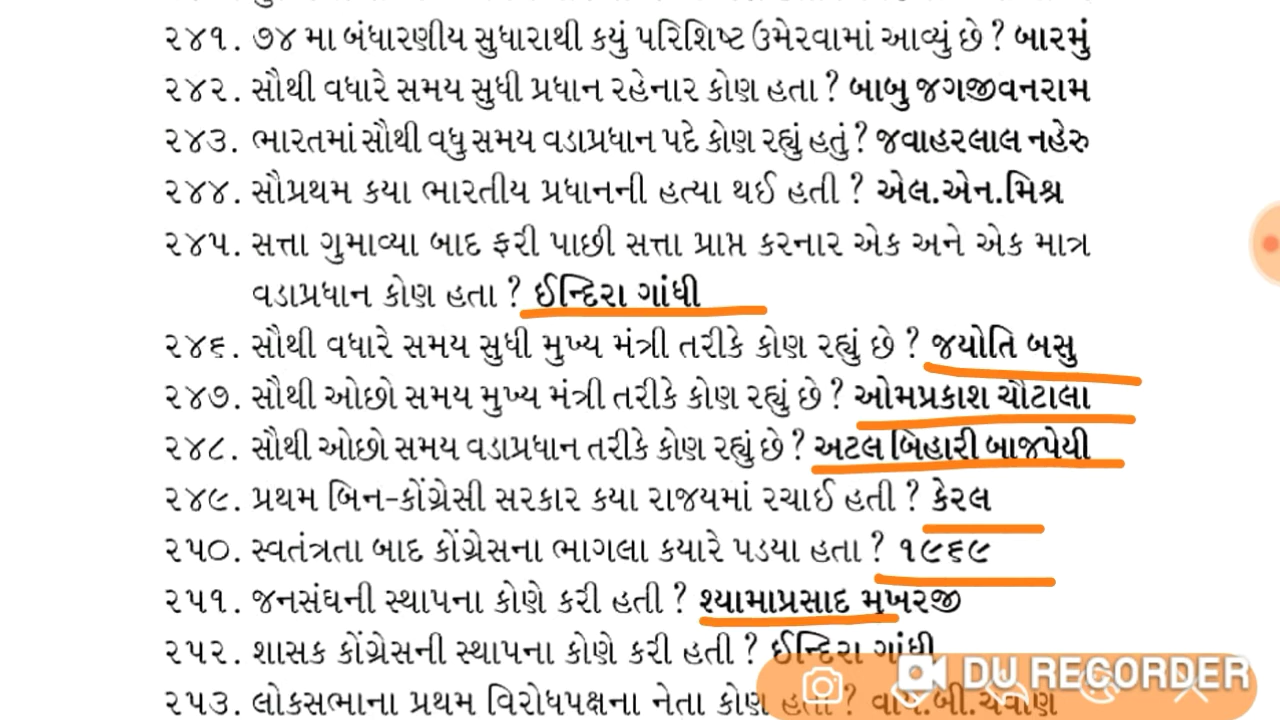 ૨૪૧. ૭૪ મા બંધારણીય સુધારાથી કયું પરિશિષ્ટ ઉમેરવામાં આવ્યું છે ? બારમું
૨૪૨. સૌથી વધારે સમય સુધી પ્રધાન રહેનાર કોણ હતા ? બાબુ જગજીવનરામ
૨૪૩. ભારતમાં સૌથી વધુ સમય વડાપ્રધાન પદે કોણ રહ્યું હતું ? જવાહરલાલ નહેરુ
૨૪૪. સૌપ્રથમ કયા ભારતીય પ્રધાનની હત્યા થઈ હતી ? એલ.એન.મિશ્ર
૨૪૫. સત્તા ગુમાવ્યા બાદ ફરી પાછી સત્તા પ્રાપ્ત કરનાર એક અને એક માત્ર
વડાપ્રધાન કોણ હતા ? ઈન્દિરા ગાંધી
૨૪૬. સૌથી વધારે સમય સુધી મુખ્ય મંત્રી તરીકે કોણ રહ્યું છે ? જયોતિ બસુ
૨૪૭. સૌથી ઓછો સમય મુખ્ય મંત્રી તરીકે કોણ રહ્યું છે ? ઓમપ્રકાશ ચૌટાલા
૨૪૮. સૌથી ઓછો સમય વડાપ્રધાન તરીકે કોણ રહ્યું છે ? અટલ બિહારી બાજપેયી
૨૪૯. પ્રથમ બિન-કોંગ્રેસી સરકાર કયા રાજયમાં રચાઈ હતી ? કેરલ
૨૫૦. સ્વતંત્રતા બાદ કોંગ્રેસના ભાગલા કયારે પડયા હતા ? ૧૯૬૯
૨૫૧. જનસંઘની સ્થાપના કોણે કરી હતી ? શ્યામાપ્રસાદ મુખરજી
૨૫૨. શાસક કોંગ્રેસની સ્થાપના કોણે કરી હતી ? ઈન્દિરા ગાંધી
DU RECORDER
૨૫૩. લોકસભાના પ્રથમ વિરોધપક્ષના નેતા કોણ હતા ? વાય.બી.ચવાણ